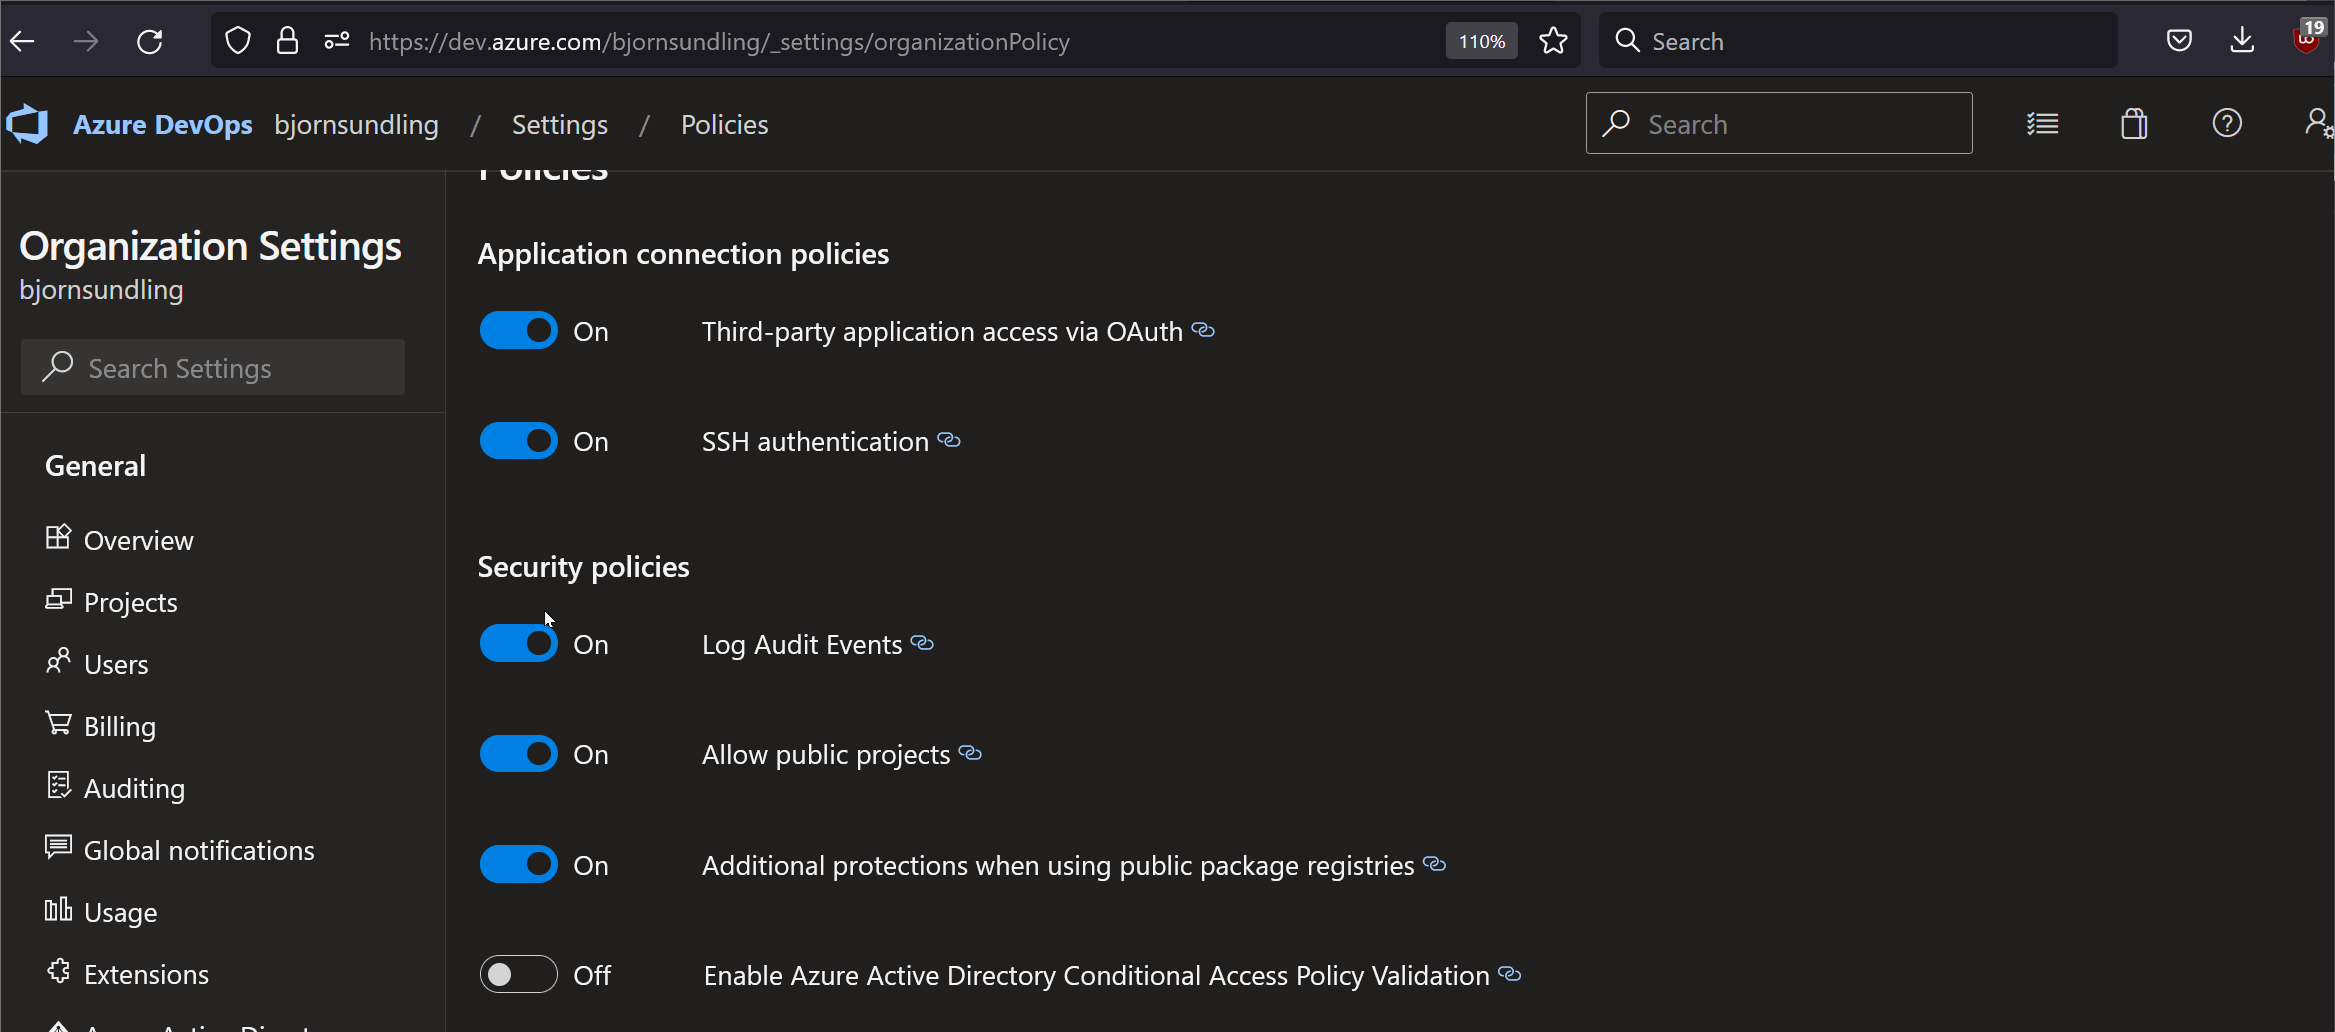 https://dev.azure.com/bjornsundling/_settings/organizationPolicy 110% Search 19
Azure DevOps bjornsundling / Settings / Policies Search
Policies
Organization Settings
bjornsundling
Search Settings
General
Overview
Projects
Users
Billing
Auditing
Global notifications
Usage
Extensions
Application connection policies
On Third-party application access via OAuth
On SSH authentication
Security policies
On Log Audit Events
On Allow public projects
On Additional protections when using public package registries
Off Enable Azure Active Directory Conditional Access Policy Validation